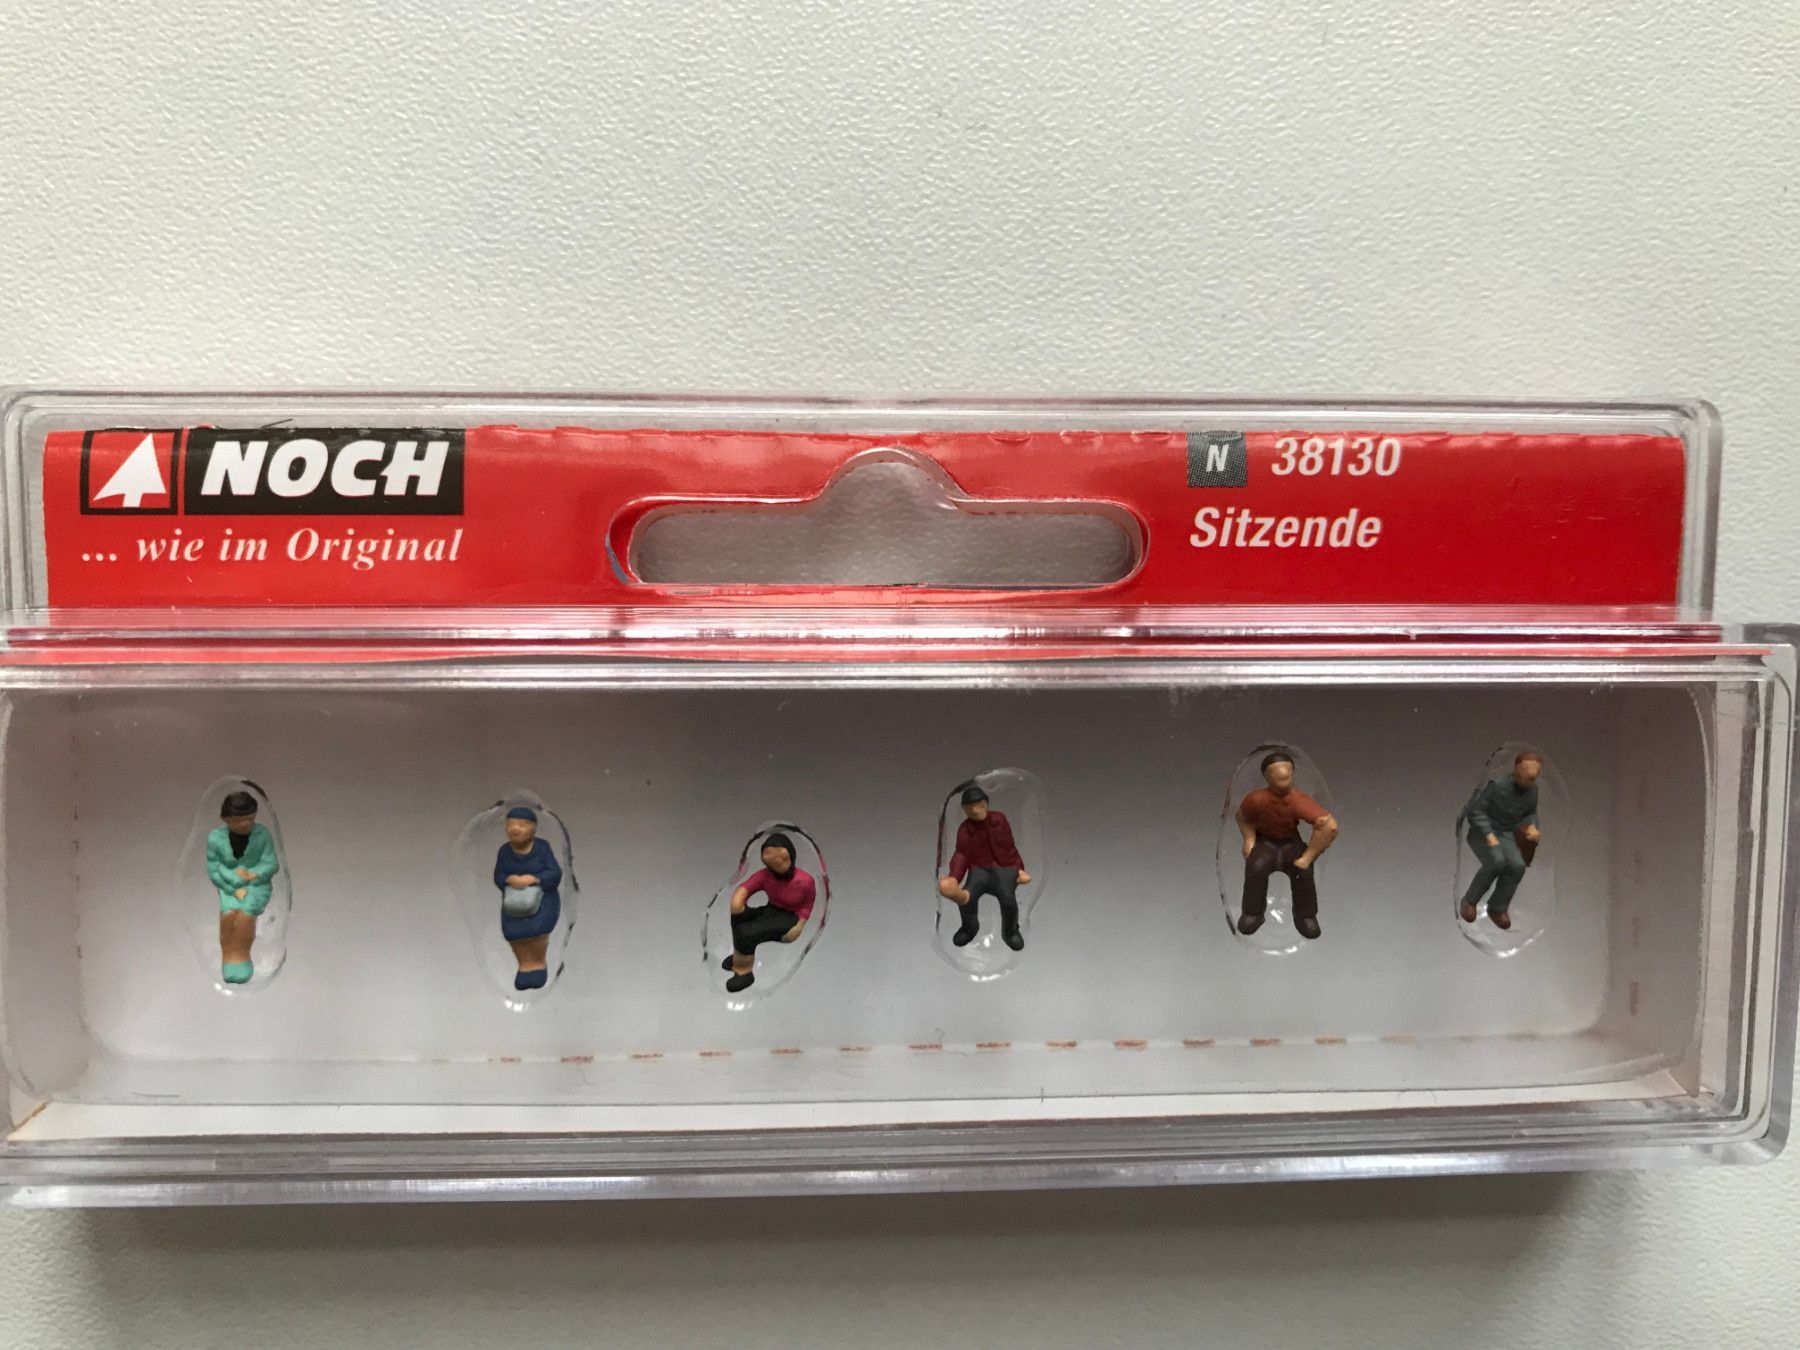 NOCH
... wie im Original
N 38130
Sitzende